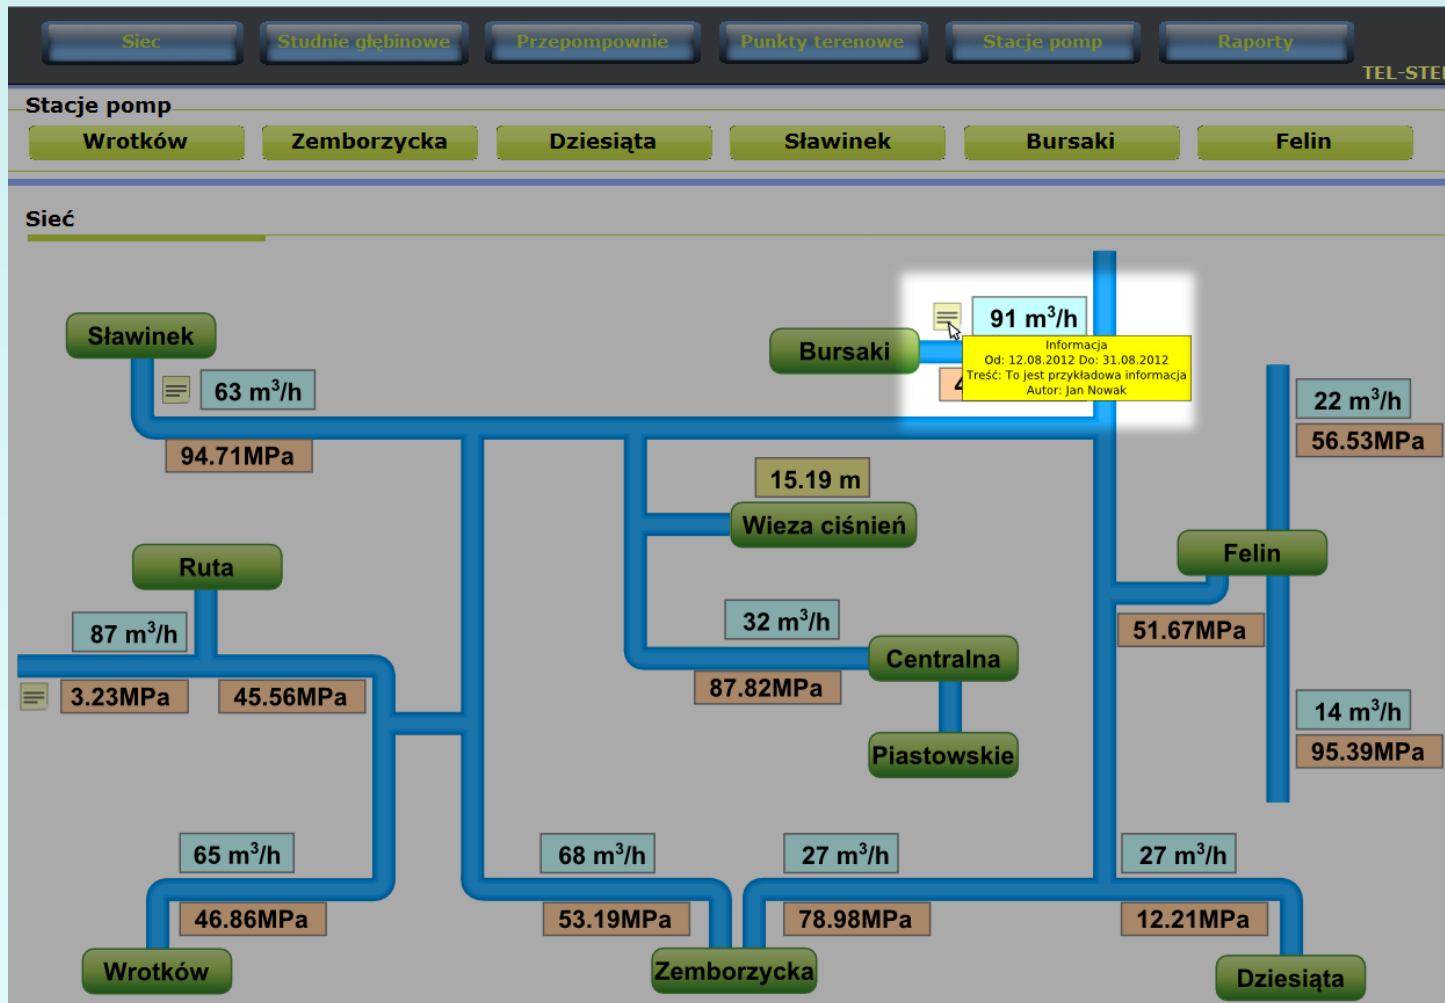 Siec Studnie głębinowe Przepompownie Punkty terenowe Stacje pomp Raporty
Stacje pomp
Wrotków Zemborzycka Dziesiąta Sławinek Bursaki Felin
Sieć
91 m³/h
Sławinek
Bursaki
Informacja
Od: 12.08.2012 Do: 31.08.2012
Treść: To jest przykładowa informacja
Autor: Jan Nowak
63 m³/h
22 m³/h
94.71MPa
56.53MPa
15.19 m
Wieza ciśnień
Ruta
Felin
87 m³/h
32 m³/h
51.67MPa
Centralna
3.23MPa
45.56MPa
87.82MPa
14 m³/h
Piastowskie
95.39MPa
65 m³/h
68 m³/h
27 m³/h
27 m³/h
46.86MPa
53.19MPa
78.98MPa
12.21MPa
Wrotków
Zemborzycka
Dziesiąta